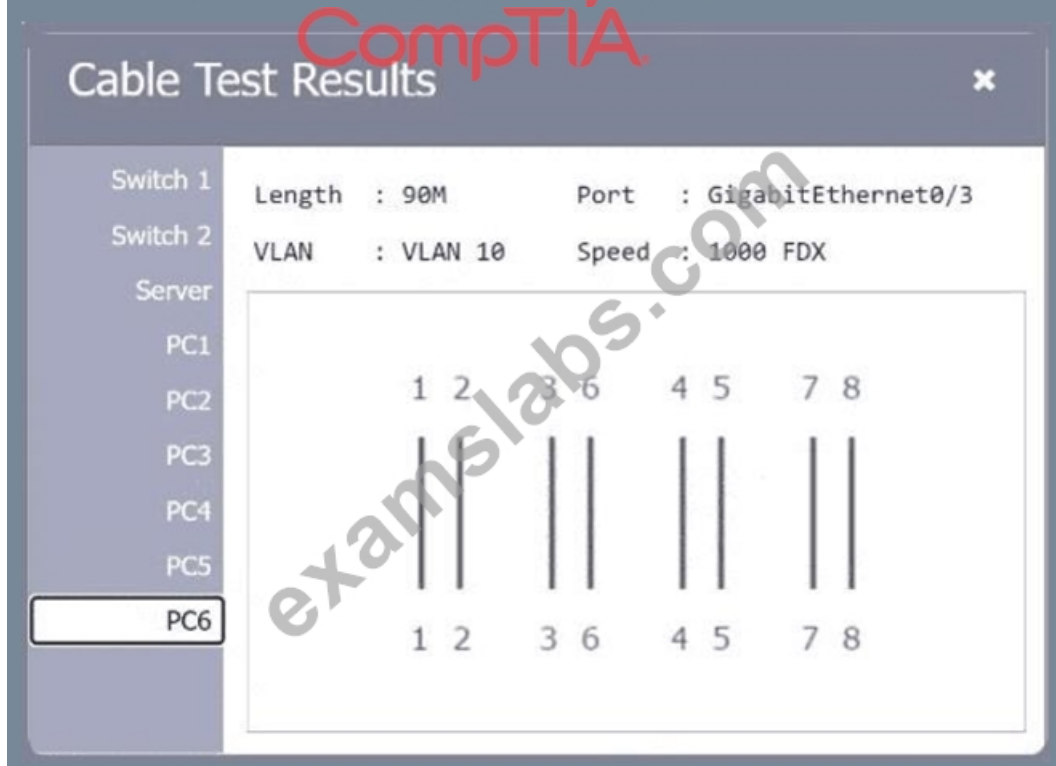 CompTIA.
Cable Test Results ✖
Switch 1
Switch 2
Server
PC1
PC2
PC3
PC4
PC5
PC6
Length : 90M Port : GigabitEthernet0/3
VLAN : VLAN 10 Speed : 1000 FDX
1 2 3 6 4 5 7 8
1 2 3 6 4 5 7 8
examslabs.com